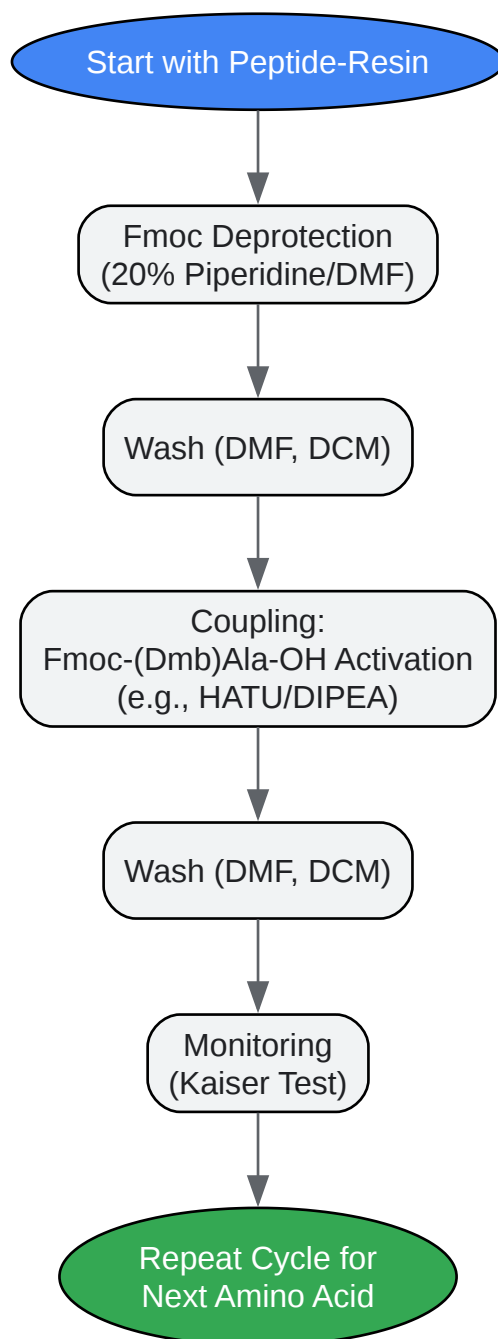 Start with Peptide-Resin
Fmoc Deprotection
(20% Piperidine/DMF)
Wash (DMF, DCM)
Coupling:
Fmoc-(Dmb)Ala-OH Activation
(e.g., HATU/DIPEA)
Wash (DMF, DCM)
Monitoring
(Kaiser Test)
Repeat Cycle for
Next Amino Acid